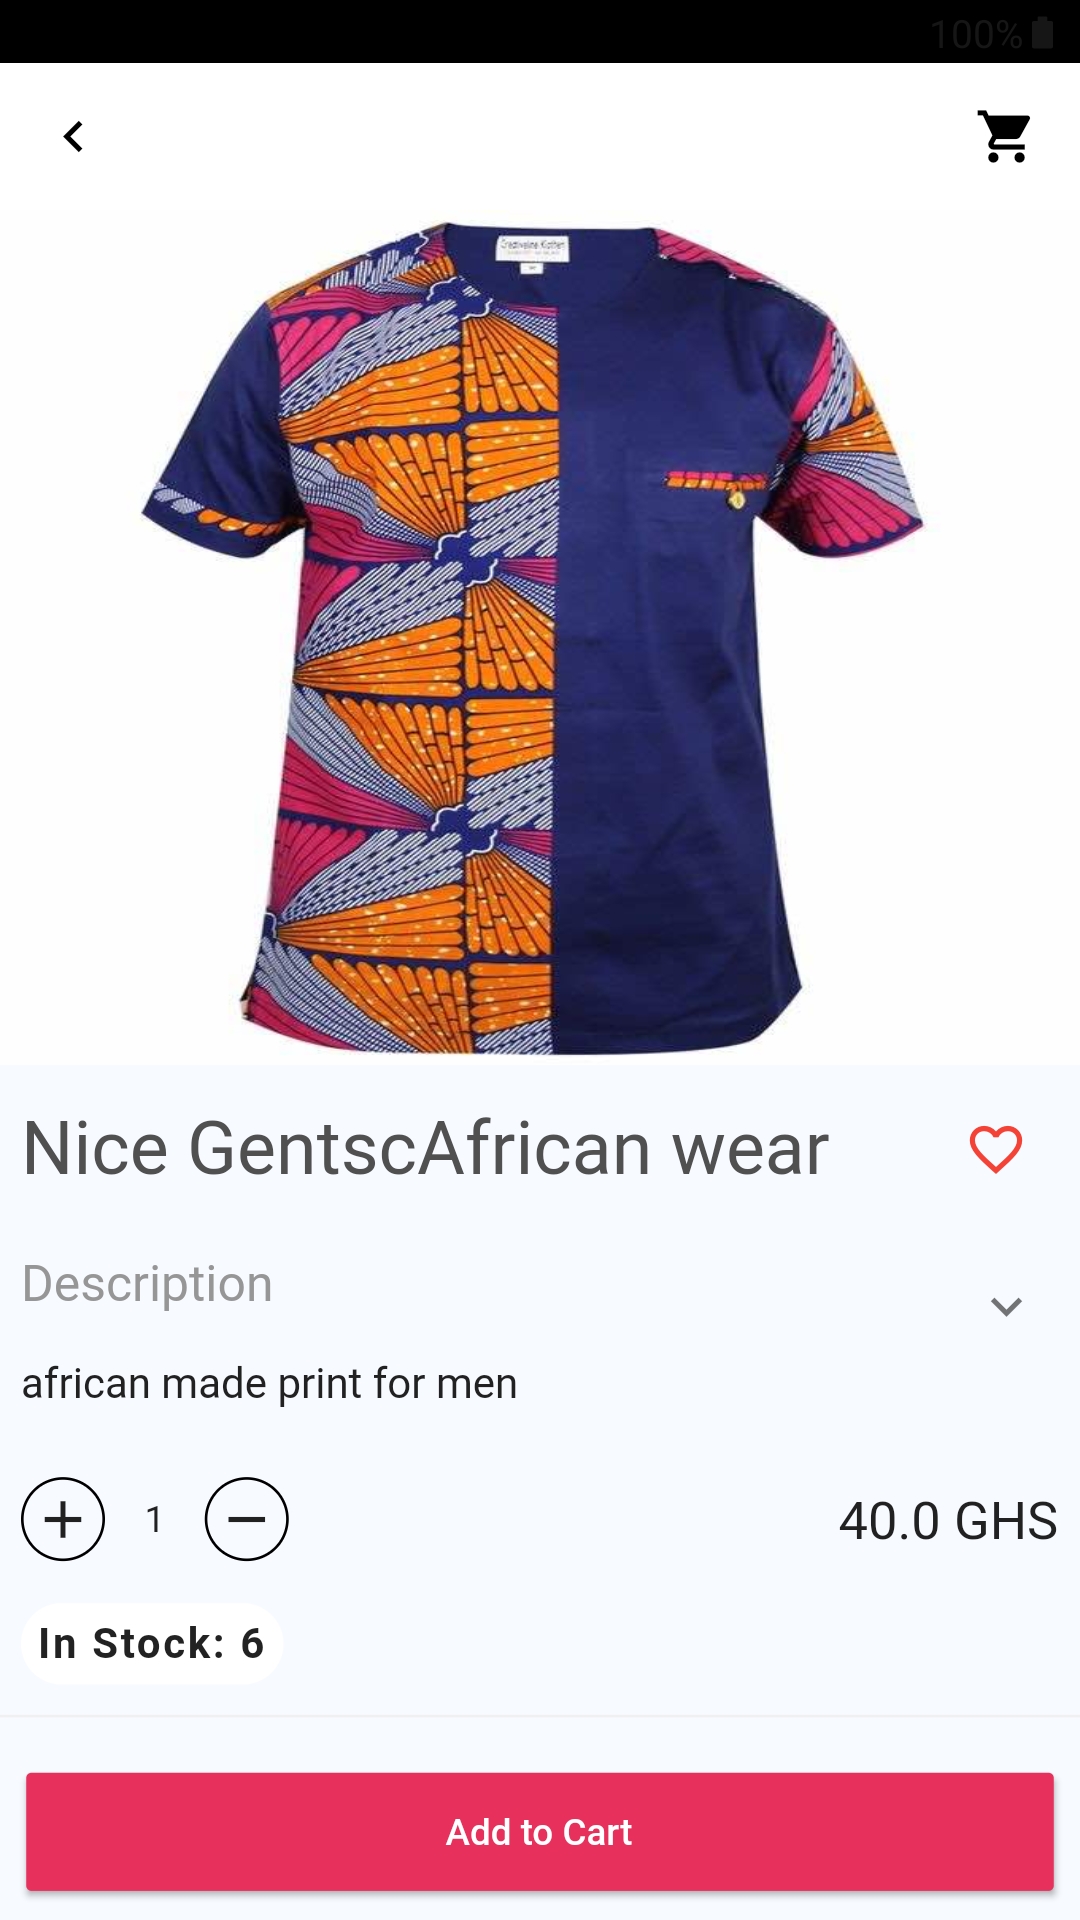 100%
Nice GentscAfrican wear
Description
african made print for men
1
40.0 GHS
In Stock: 6
Add to Cart